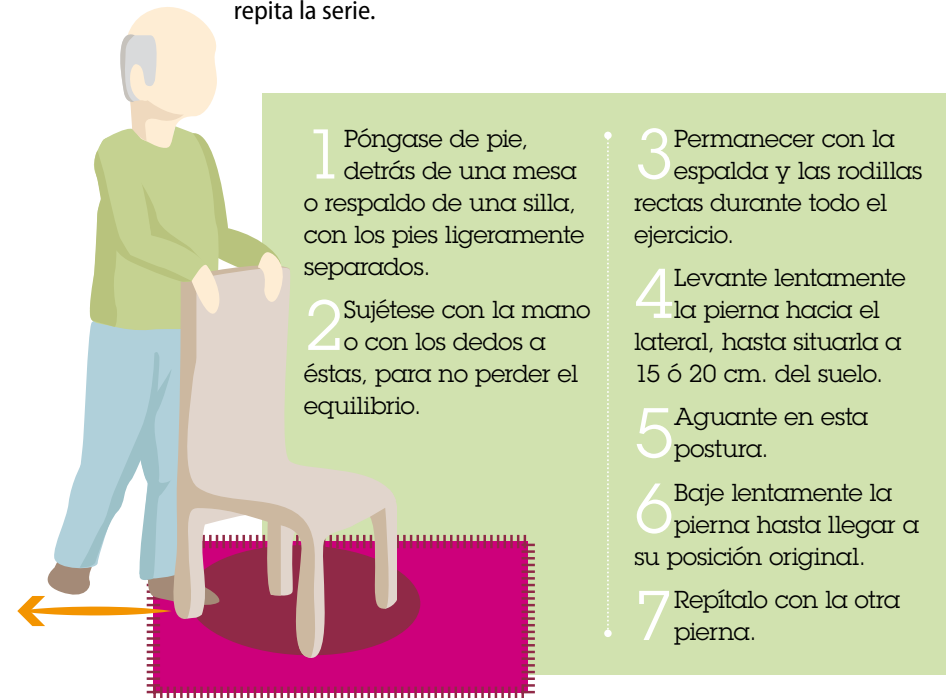 repita la serie.
1 Póngase de pie,
detrás de una mesa
o respaldo de una silla,
con los pies ligeramente
separados.
2 Sujétese con la mano
o con los dedos a
éstas, para no perder el
equilibrio.
3 Permanecer con la
espalda y las rodillas
rectas durante todo el
ejercicio.
4 Levante lentamente
la pierna hacia el
lateral, hasta situarla a
15 ó 20 cm. del suelo.
5 Aguante en esta
postura.
6 Baje lentamente la
pierna hasta llegar a
su posición original.
7 Repítalo con la otra
pierna.